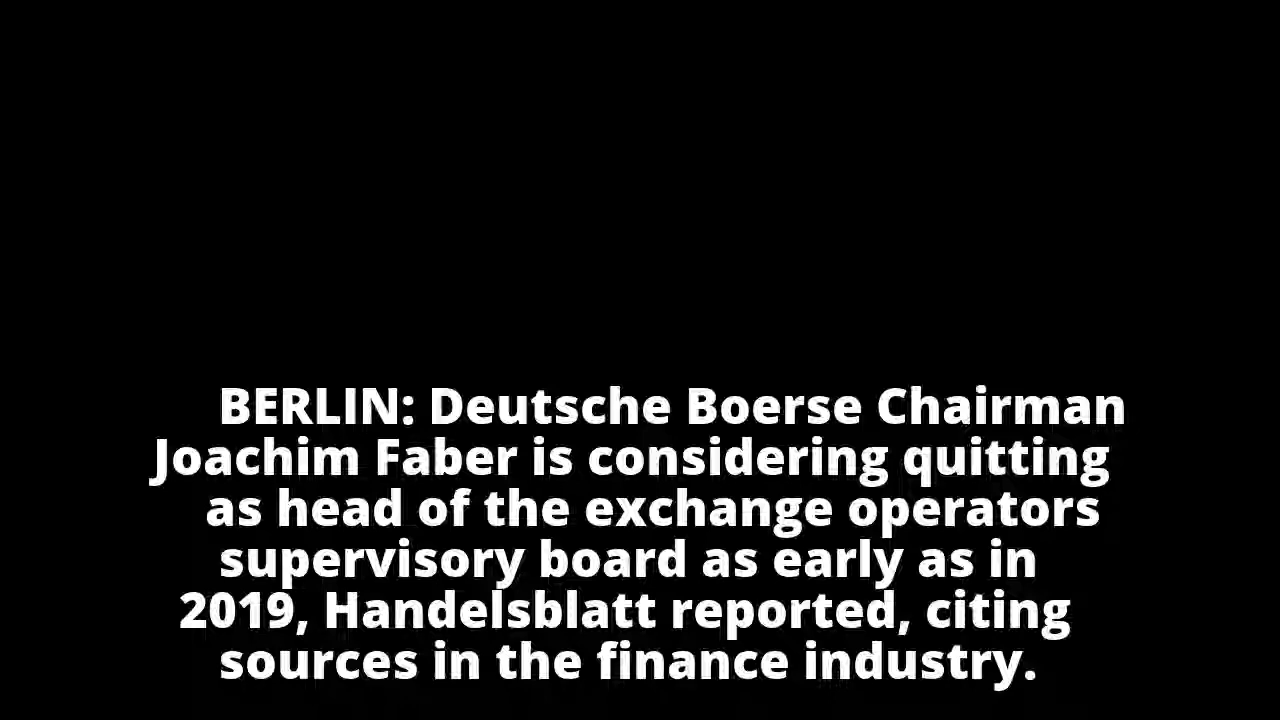 BERLIN: Deutsche Boerse Chairman
Joachim Faber is considering quitting
as head of the exchange operators
supervisory board as early as in
2019, Handelsblatt reported, citing
sources in the finance industry.